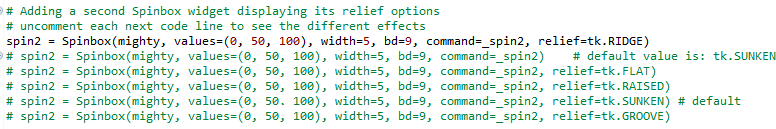 # Adding a second Spinbox widget displaying its relief options
# uncomment each next code line to see the different effects
spin2 = Spinbox(mighty, values=(0, 50, 100), width=5, bd=9, command=_spin2, relief=tk.RIDGE)
# spin2 = Spinbox(mighty, values=(0, 50, 100), width=5, bd=9, command=_spin2) # default value is: tk.SUNKEN
# spin2 = Spinbox(mighty, values=(0, 50, 100), width=5, bd=9, command=_spin2, relief=tk.FLAT)
# spin2 = Spinbox(mighty, values=(0, 50, 100), width=5, bd=9, command=_spin2, relief=tk.RAISED)
# spin2 = Spinbox(mighty, values=(0, 50. 100), width=5, bd=9, command=_spin2, relief=tk.SUNKEN) # default
# spin2 = Spinbox(mighty, values=(0, 50, 100), width=5, bd=9, command=_spin2, relief=tk.GROOVE)